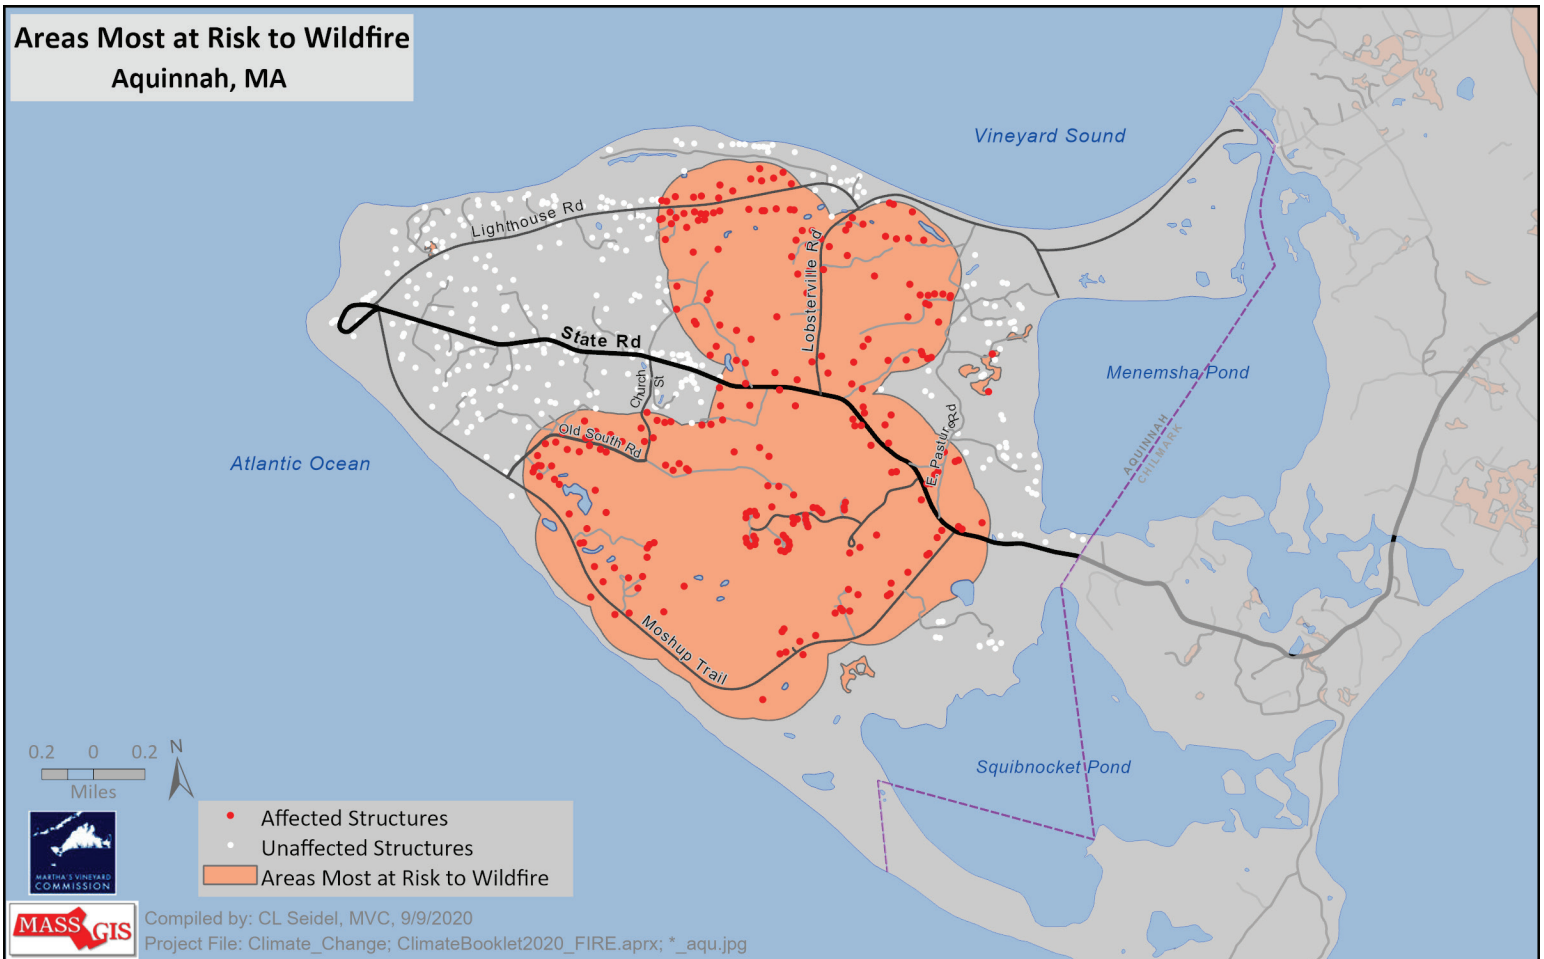 Areas Most at Risk to Wildfire
Aquinnah, MA
Vineyard Sound
Lighthouse Rd
Lobsterville Rd
State Rd
Church
St
Menemsha Pond
Old South Rd
E. Pasture Rd
AQUINNAH
CHILMARK
Atlantic Ocean
Moshup Trail
Squibnocket Pond
0.2 0 0.2
Miles
N
Affected Structures
Unaffected Structures
Areas Most at Risk to Wildfire
MARTHA'S VINEYARD
COMMISSION
MASS GIS
Compiled by: CL Seidel, MVC, 9/9/2020
Project File: Climate_Change; ClimateBooklet2020_FIRE.aprx; *_aqu.jpg